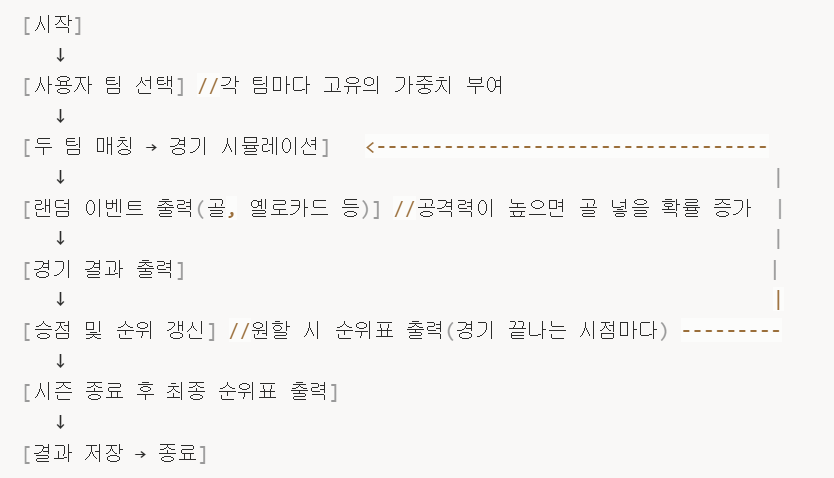 [시작]
↓
[사용자 팀 선택] //각 팀마다 고유의 가중치 부여
↓
[두 팀 매칭 → 경기 시뮬레이션] <-----------------------------------
↓ |
[랜덤 이벤트 출력(골, 옐로카드 등)] //공격력이 높으면 골 넣을 확률 증가 |
↓ |
[경기 결과 출력] |
↓ |
[승점 및 순위 갱신] //원할 시 순위표 출력(경기 끝나는 시점마다) ---------
↓
[시즌 종료 후 최종 순위표 출력]
↓
[결과 저장 → 종료]